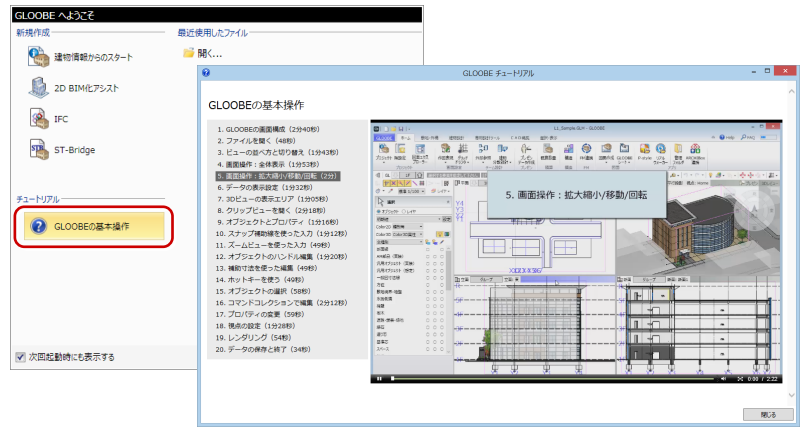 GLOOBE へようこそ
新規作成
建物情報からのスタート
2D BIM化アシスト
IFC
ST-Bridge
チュートリアル
GLOOBEの基本操作
次回起動時にも表示する
最近使用したファイル
開く...
GLOOBE チュートリアル
GLOOBEの基本操作
1. GLOOBEの画面構成（2分40秒）
2. ファイルを開く（48秒）
3. ビューの並べ方と切り替え（1分43秒）
4. 画面操作：全体表示（1分53秒）
5. 画面操作：拡大縮小/移動/回転（2分）
6. データの表示設定（1分32秒）
7. 3Dビューの表示エリア（1分05秒）
8. クリップビューを開く（2分18秒）
9. オブジェクトとプロパティ（1分16秒）
10. スナップ補助線を使った入力（1分12秒）
11. ズームビューを使った入力（49秒）
12. オブジェクトのハンドル編集（1分20秒）
13. 補助寸法を使った編集（49秒）
14. ホットキーを使う（49秒）
15. オブジェクトの選択（58秒）
16. コマンドコレクションで編集（2分12秒）
17. プロパティの変更（59秒）
18. 視点の設定（1分28秒）
19. レンダリング（54秒）
20. データの保存と終了（34秒）
L1_Sample.GLM - GLOOBE
5. 画面操作：拡大縮小/移動/回転
0:00 / 2:22
閉じる